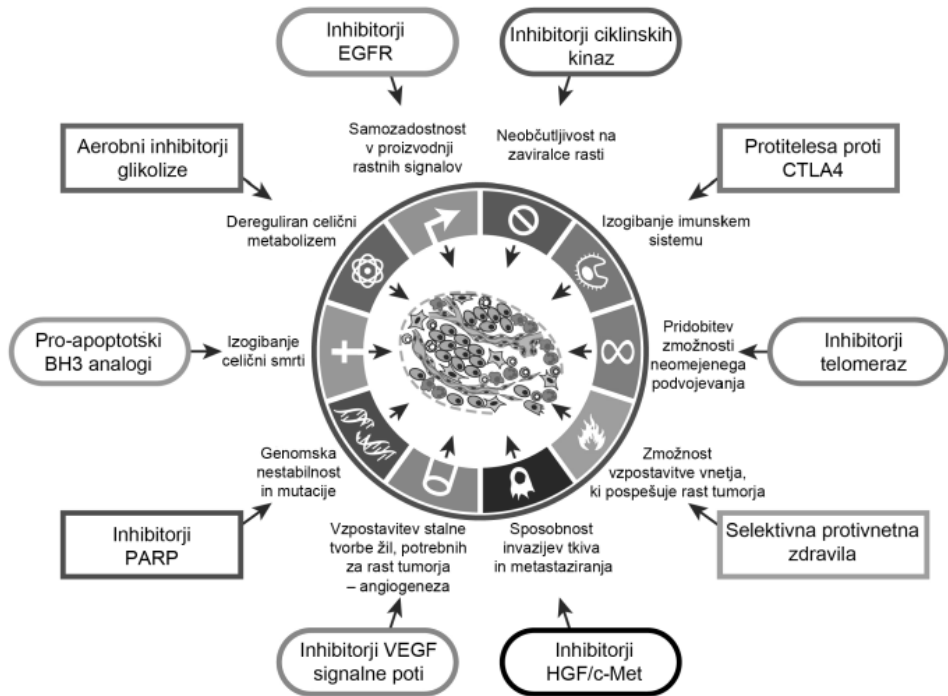 Inhibitorji
EGFR
Inhibitorji ciklinskih
kinaz
Samozadostnost
v proizvodnji
rastnih signalov
Neobčutljivost na
zaviralce rasti
Aerobni inhibitorji
glikolize
Protitelesa proti
CTLA4
Dereguliran celični
metabolizem
Izogibanje imunskem
sistemu
Pro-apoptotski
BH3 analogi
Izogibanje
celični smrti
Pridobitev
zmožnosti
neomejenega
podvojevanja
Inhibitorji
telomeraz
Genomska
nestabilnost
in mutacije
Zmožnost
vzpostavitve vnetja,
ki pospešuje rast tumorja
Inhibitorji
PARP
Vzpostavitev stalne
tvorbe žil, potrebnih
za rast tumorja
– angiogeneza
Sposobnost
invazijev tkiva
in metastaziranja
Selektivna protivnetna
zdravila
Inhibitorji VEGF
signalne poti
Inhibitorji
HGF/c-Met